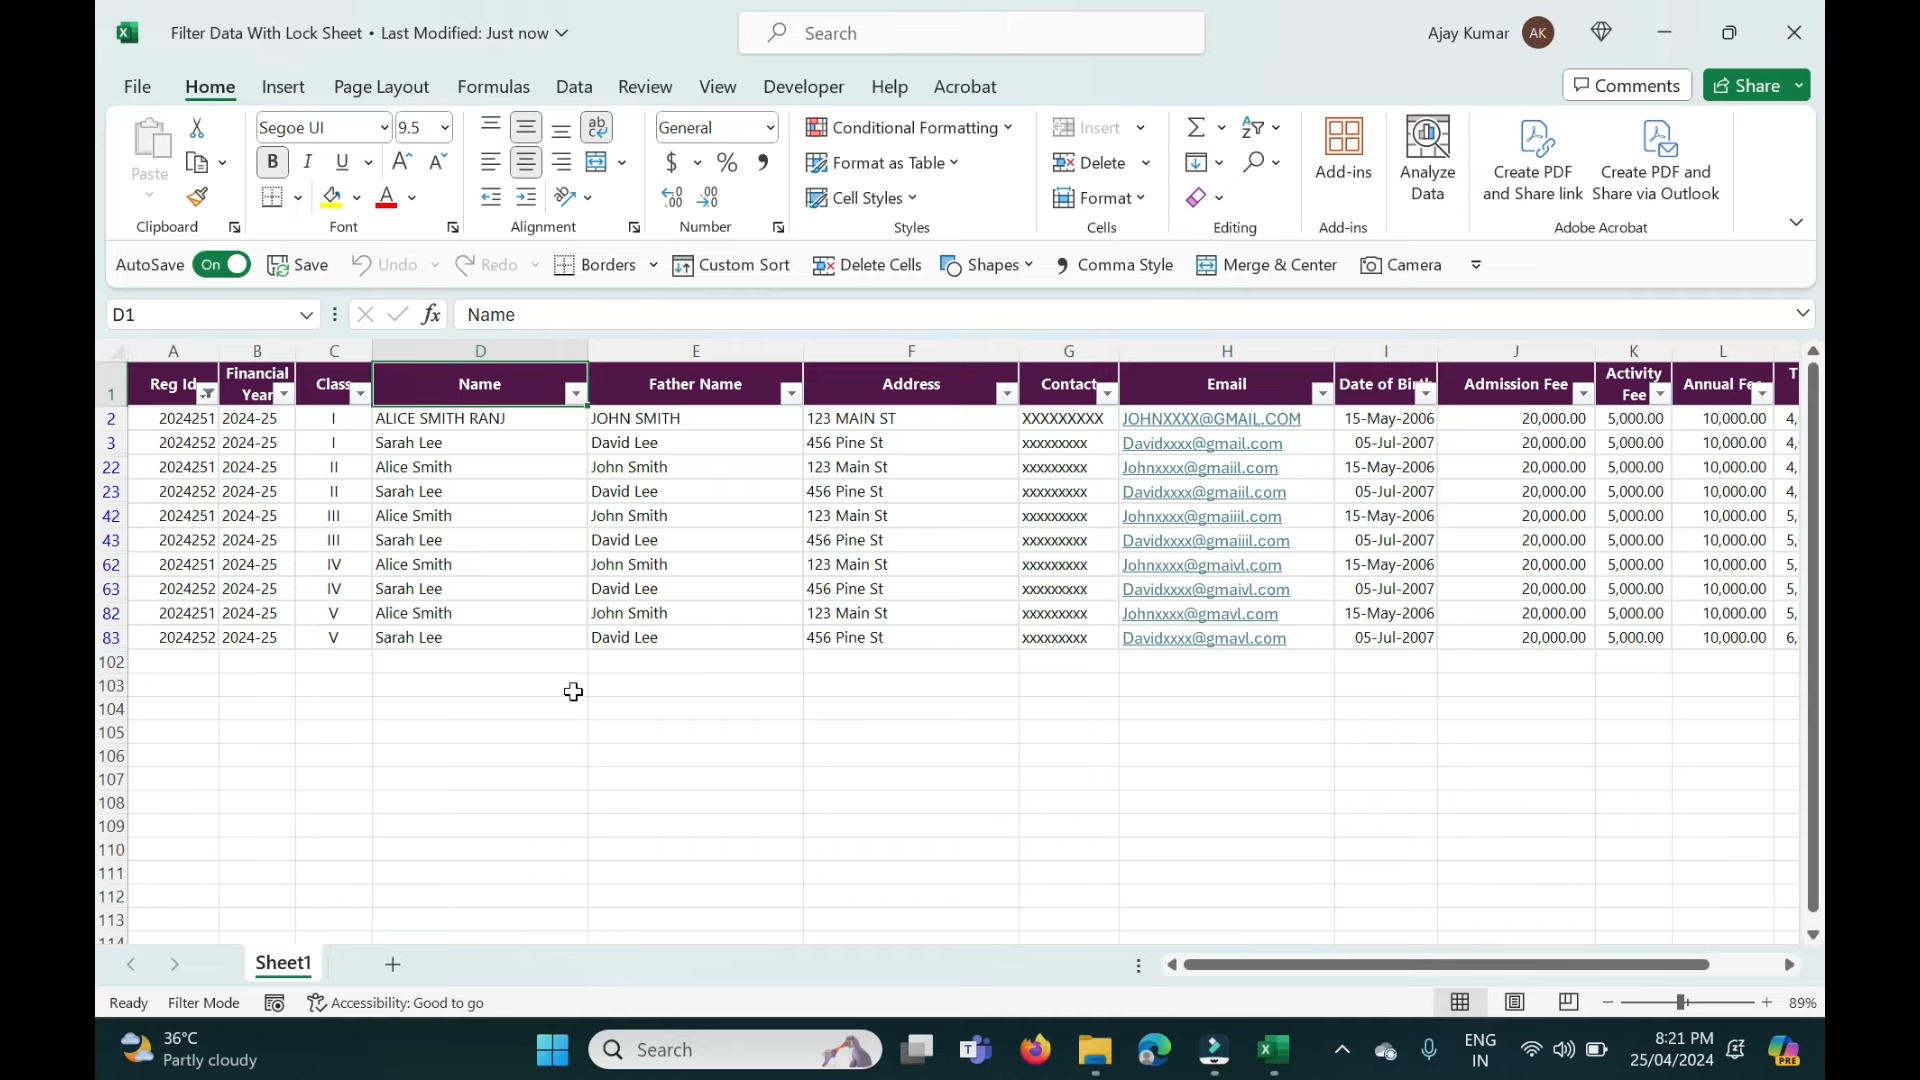 Filter Data With Lock Sheet • Last Modified: Just now
Search
Ajay Kumar AK
File Home Insert Page Layout Formulas Data Review View Developer Help Acrobat
Comments Share
Paste
Clipboard
Segoe UI 9.5
B I U A A
A
Font
ab
Alignment
General
$ % 9
Number
Conditional Formatting
Format as Table
Cell Styles
Styles
Insert
Delete
Format
Cells
Editing
Add-ins
Add-ins
Analyze Data
Create PDF and Share link
Create PDF and Share via Outlook
Adobe Acrobat
AutoSave On Save Undo Redo Borders Custom Sort Delete Cells Shapes Comma Style Merge & Center Camera
D1 fx Name
A B C D E F G H I J K L
1 Reg Id Financial Year Class Name Father Name Address Contact Email Date of Birth Admission Fee Activity Fee Annual Fee T
2 2024251 2024-25 I ALICE SMITH RANJ JOHN SMITH 123 MAIN ST XXXXXXXXX JOHNXXXX@GMAIL.COM 15-May-2006 20,000.00 5,000.00 10,000.00 4,
3 2024252 2024-25 I Sarah Lee David Lee 456 Pine St xxxxxxxxx Davidxxxx@gmail.com 05-Jul-2007 20,000.00 5,000.00 10,000.00 4,
22 2024251 2024-25 II Alice Smith John Smith 123 Main St xxxxxxxxx Johnxxxx@gmaiil.com 15-May-2006 20,000.00 5,000.00 10,000.00 4,
23 2024252 2024-25 II Sarah Lee David Lee 456 Pine St xxxxxxxxx Davidxxxx@gmaiil.com 05-Jul-2007 20,000.00 5,000.00 10,000.00 4,
42 2024251 2024-25 III Alice Smith John Smith 123 Main St xxxxxxxxx Johnxxxx@gmaiiil.com 15-May-2006 20,000.00 5,000.00 10,000.00 5,
43 2024252 2024-25 III Sarah Lee David Lee 456 Pine St xxxxxxxxx Davidxxxx@gmaiiil.com 05-Jul-2007 20,000.00 5,000.00 10,000.00 5,
62 2024251 2024-25 IV Alice Smith John Smith 123 Main St xxxxxxxxx Johnxxxx@gmaivl.com 15-May-2006 20,000.00 5,000.00 10,000.00 5,
63 2024252 2024-25 IV Sarah Lee David Lee 456 Pine St xxxxxxxxx Davidxxxx@gmaivl.com 05-Jul-2007 20,000.00 5,000.00 10,000.00 5,
82 2024251 2024-25 V Alice Smith John Smith 123 Main St xxxxxxxxx Johnxxxx@gmavl.com 15-May-2006 20,000.00 5,000.00 10,000.00 5,
83 2024252 2024-25 V Sarah Lee David Lee 456 Pine St xxxxxxxxx Davidxxxx@gmavl.com 05-Jul-2007 20,000.00 5,000.00 10,000.00 6,
102
103
104
105
106
107
108
109
110
111
112
113
114
Sheet1
Ready Filter Mode Accessibility: Good to go 89%
36°C
Partly cloudy
Search
ENG
IN
8:21 PM
25/04/2024
PRE